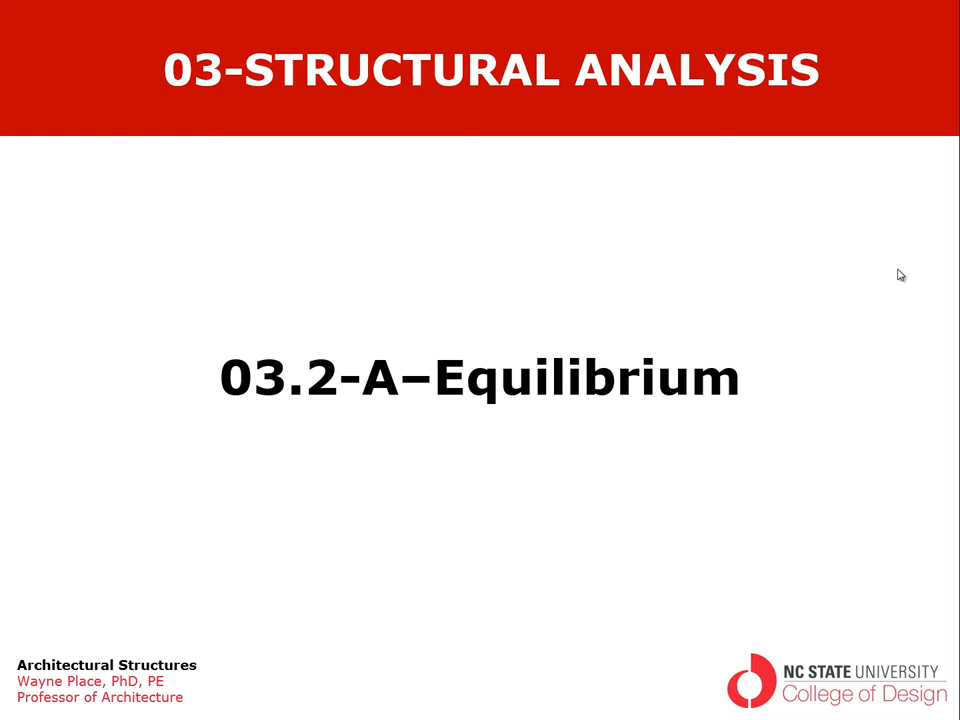 03-STRUCTURAL ANALYSIS
03.2-A–Equilibrium
Architectural Structures
Wayne Place, PhD, PE
Professor of Architecture
NC STATE UNIVERSITY
College of Design